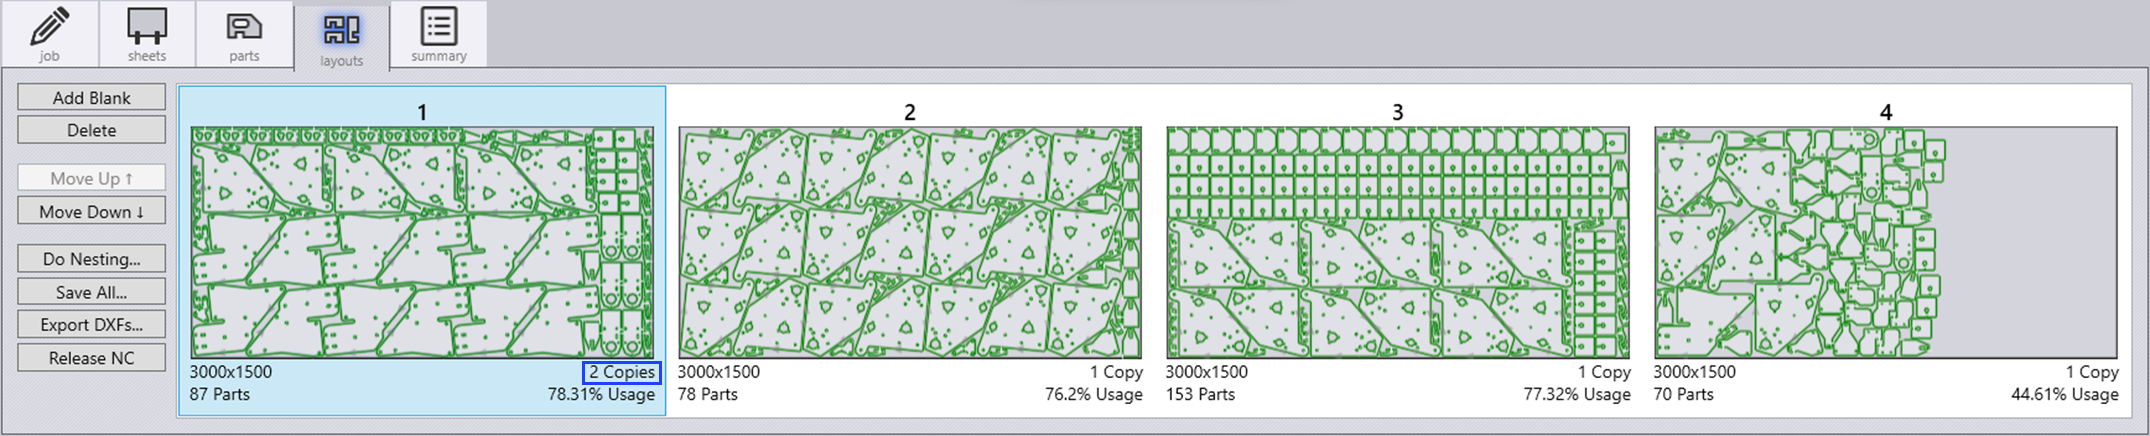 job
sheets
parts
layouts
summary
Add Blank
Delete
Move Up ↑
Move Down ↓
Do Nesting...
Save All...
Export DXFs...
Release NC
1
3000x1500
2 Copies
87 Parts
78.31% Usage
2
3000x1500
1 Copy
78 Parts
76.2% Usage
3
3000x1500
1 Copy
153 Parts
77.32% Usage
4
3000x1500
1 Copy
70 Parts
44.61% Usage